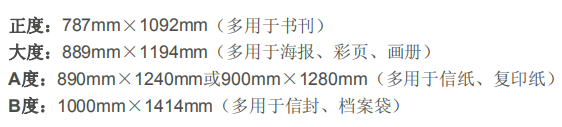 正度：787mm×1092mm（多用于书刊）
大度：889mm×1194mm（多用于海报、彩页、画册）
A度：890mm×1240mm或900mm×1280mm（多用于信纸、复印纸）
B度：1000mm×1414mm（多用于信封、档案袋）